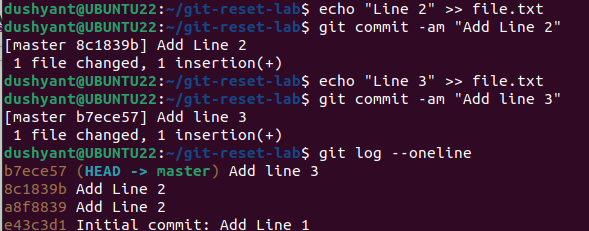 dushyant@UBUNTU22:~/git-reset-lab$ echo "Line 2" >> file.txt
dushyant@UBUNTU22:~/git-reset-lab$ git commit -am "Add Line 2"
[master 8c1839b] Add Line 2
 1 file changed, 1 insertion(+)
dushyant@UBUNTU22:~/git-reset-lab$ echo "Line 3" >> file.txt
dushyant@UBUNTU22:~/git-reset-lab$ git commit -am "Add line 3"
[master b7ece57] Add line 3
 1 file changed, 1 insertion(+)
dushyant@UBUNTU22:~/git-reset-lab$ git log --oneline
b7ece57 (HEAD -> master) Add line 3
8c1839b Add Line 2
a8f8839 Add Line 2
e43c3d1 Initial commit: Add Line 1